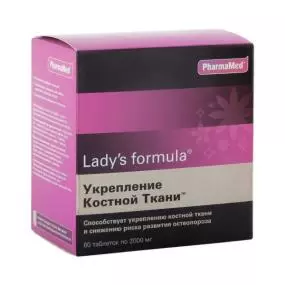 PharmaMed®
Lady's formula®
Укрепление
Костной Ткани™
Способствует укреплению костной ткани
и снижению риска развития остеопороза
60 таблеток по 2000 мг